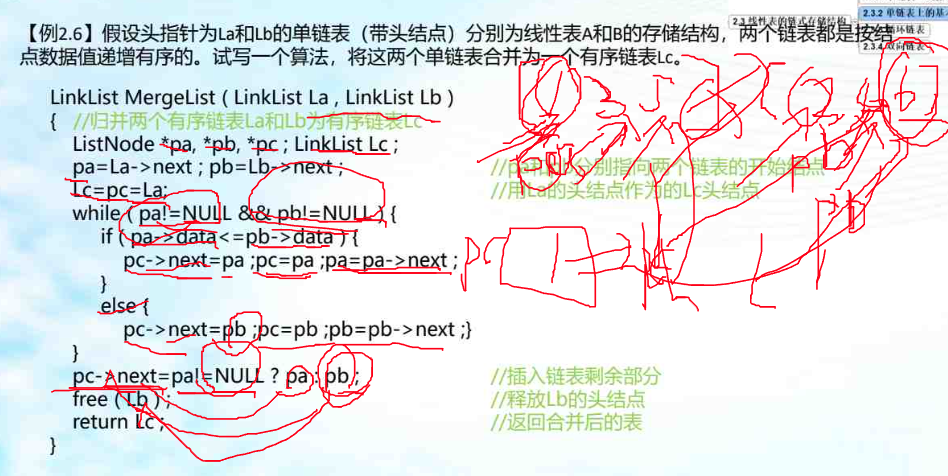 2.3 线性表的链式存储结构
2.3.2 单链表上的基
循环链表
2.3.4 双向链表
【例2.6】假设头指针为La和Lb的单链表（带头结点）分别为线性表A和B的存储结构，两个链表都是按结
点数据值递增有序的。试写一个算法，将这两个单链表合并为一个有序链表Lc。
LinkList MergeList ( LinkList La , LinkList Lb )
{ //归并两个有序链表La和Lb为有序链表Lc
ListNode *pa, *pb, *pc ; LinkList Lc ;
pa=La->next ; pb=Lb->next ; //pa和pb分别指向两个链表的开始结点
Lc=pc=La; //用La的头结点作为的Lc头结点
while ( pa!=NULL && pb!=NULL ) {
if ( pa->data<=pb->data ) {
pc->next=pa ;pc=pa ;pa=pa->next ;
}
else {
pc->next=pb ;pc=pb ;pb=pb->next ;}
}
pc->next=pa!=NULL ? pa : pb ; //插入链表剩余部分
free ( Lb ) ; //释放Lb的头结点
return Lc ; //返回合并后的表
}